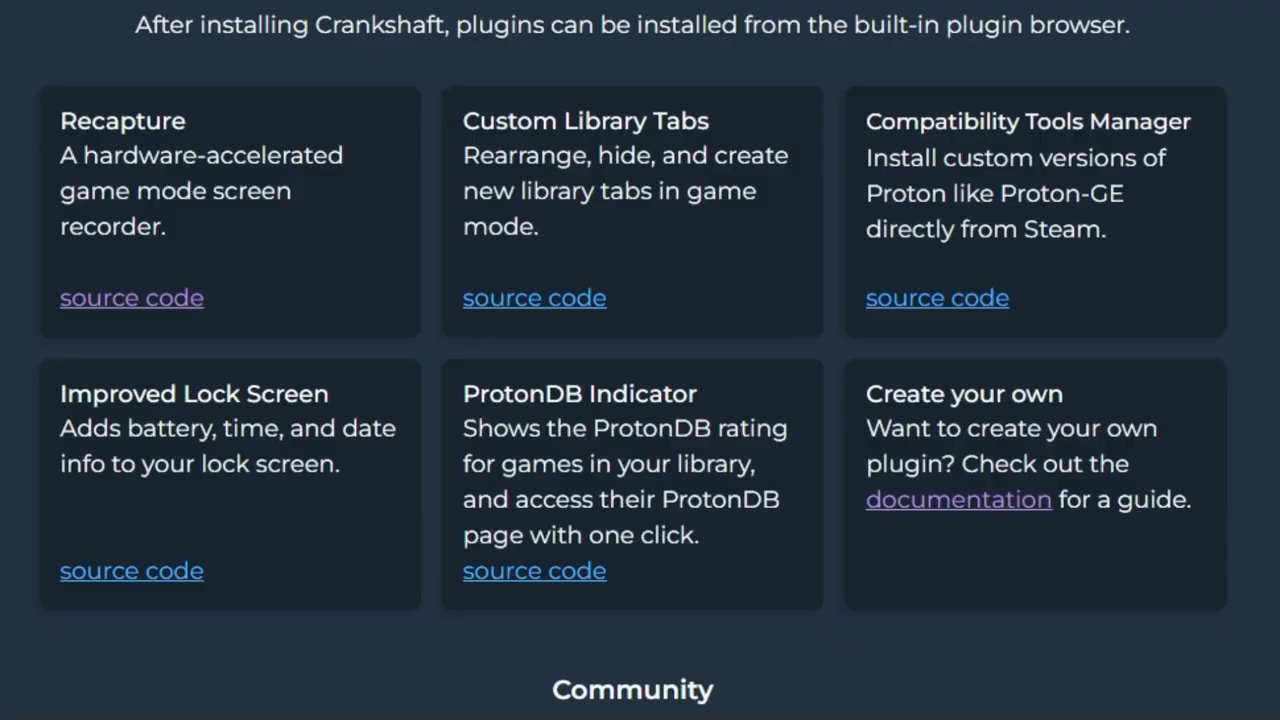 After installing Crankshaft, plugins can be installed from the built-in plugin browser.
Recapture
A hardware-accelerated
game mode screen
recorder.
source code
Custom Library Tabs
Rearrange, hide, and create
new library tabs in game
mode.
source code
Compatibility Tools Manager
Install custom versions of
Proton like Proton-GE
directly from Steam.
source code
Improved Lock Screen
Adds battery, time, and date
info to your lock screen.
source code
ProtonDB Indicator
Shows the ProtonDB rating
for games in your library,
and access their ProtonDB
page with one click.
source code
Create your own
Want to create your own
plugin? Check out the
documentation for a guide.
Community